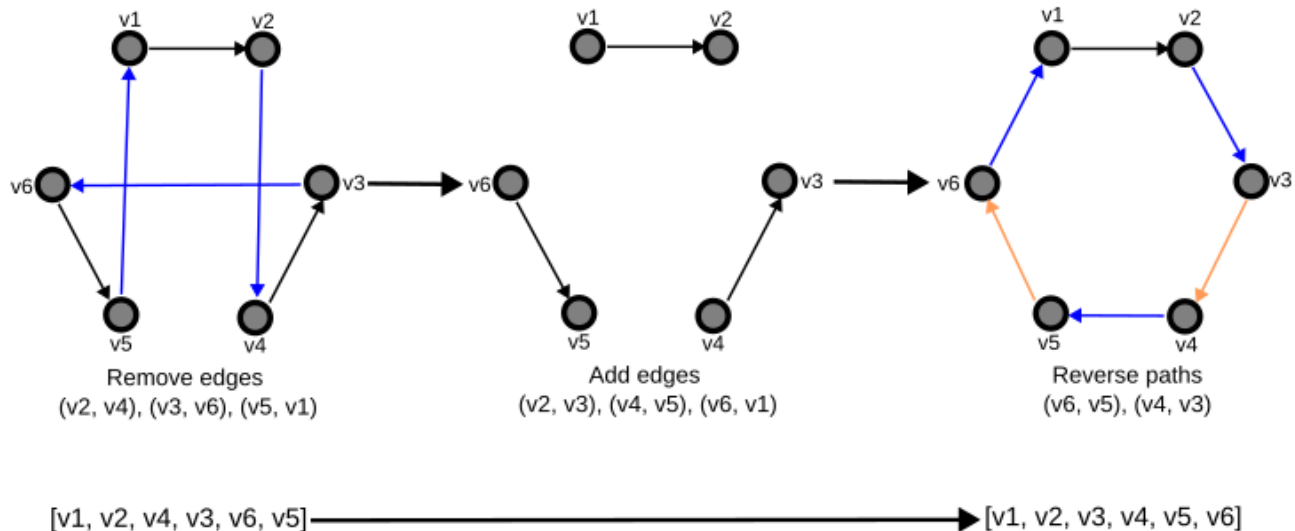 v1 v2 v1 v2 v1 v2
v6 v3 v6 v3 v6 v3
v5 v4 v5 v4 v5 v4
Remove edges Add edges Reverse paths
(v2, v4), (v3, v6), (v5, v1) (v2, v3), (v4, v5), (v6, v1) (v6, v5), (v4, v3)
[v1, v2, v4, v3, v6, v5] [v1, v2, v3, v4, v5, v6]